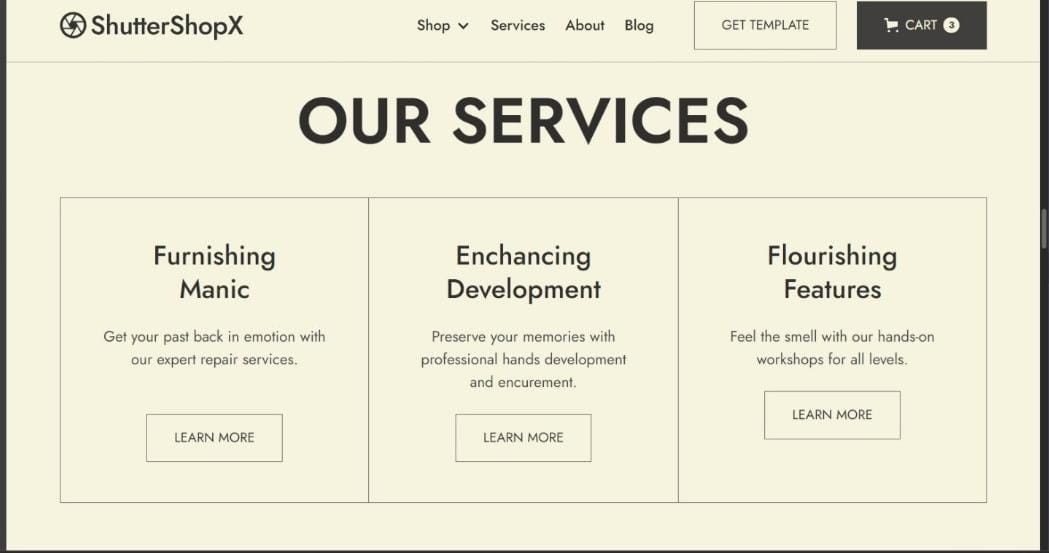 ShutterShopX
Shop Services About Blog GET TEMPLATE CART 3
OUR SERVICES
Furnishing
Manic
Get your past back in emotion with
our expert repair services.
LEARN MORE
Enchancing
Development
Preserve your memories with
professional hands development
and encurement.
LEARN MORE
Flourishing
Features
Feel the smell with our hands-on
workshops for all levels.
LEARN MORE